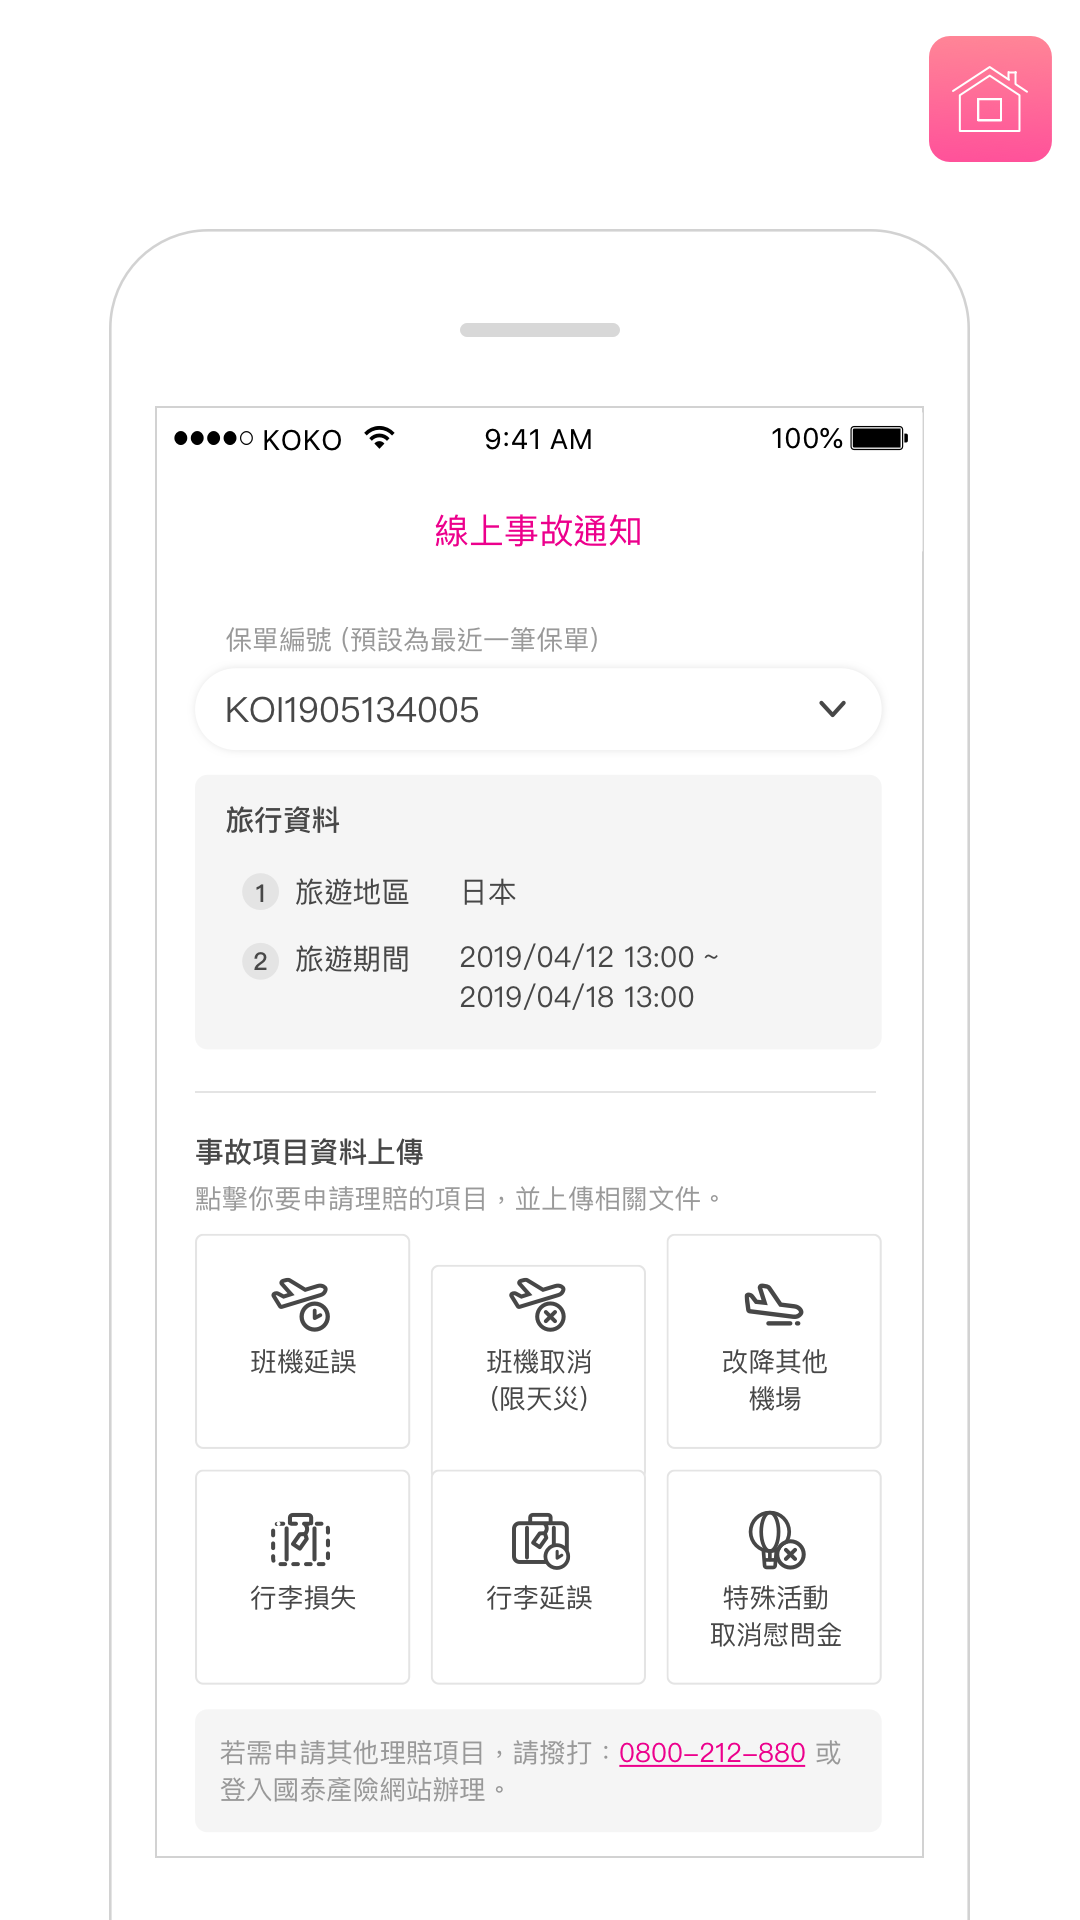 KOKO 9:41 AM 100%
線上事故通知
保單編號 (預設為最近一筆保單)
KOI1905134005
旅行資料
1 旅遊地區 日本
2 旅遊期間 2019/04/12 13:00 ~
2019/04/18 13:00
事故項目資料上傳
點擊你要申請理賠的項目，並上傳相關文件。
班機延誤
班機取消
(限天災)
改降其他
機場
行李損失
行李延誤
特殊活動
取消慰問金
若需申請其他理賠項目，請撥打：0800-212-880 或
登入國泰產險網站辦理。